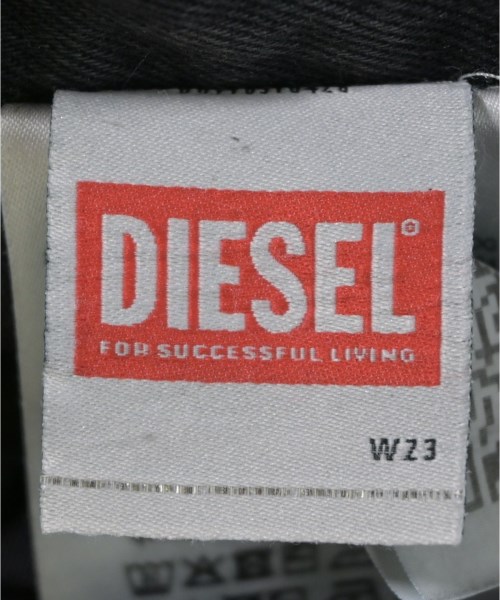 DIESEL
FOR SUCCESSFUL LIVING
W23